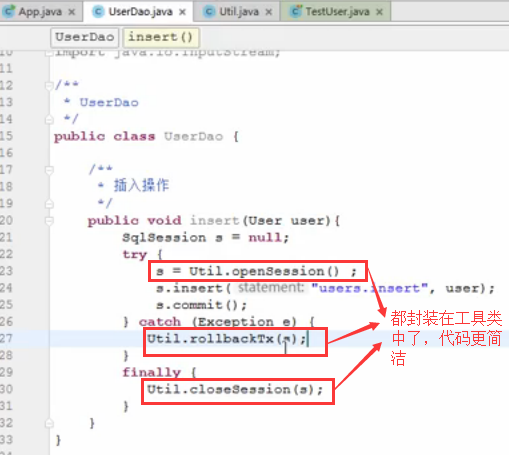 App.java × UserDao.java × Util.java × TestUser.java ×
UserDao insert()
10 import java.io.InputStream;
11
12 /**
13 * UserDao
14 */
15 public class UserDao {
16
17 /**
18 * 插入操作
19 */
20 public void insert(User user){
21 SqlSession s = null;
22 try {
23 s = Util.openSession() ;
24 s.insert( statement: "users.insert", user);
25 s.commit();
26 } catch (Exception e) {
27 Util.rollbackTx(s);
28 }
29 finally {
30 Util.closeSession(s);
31 }
32 }
33 }
都封装在工具类
中了，代码更简
洁